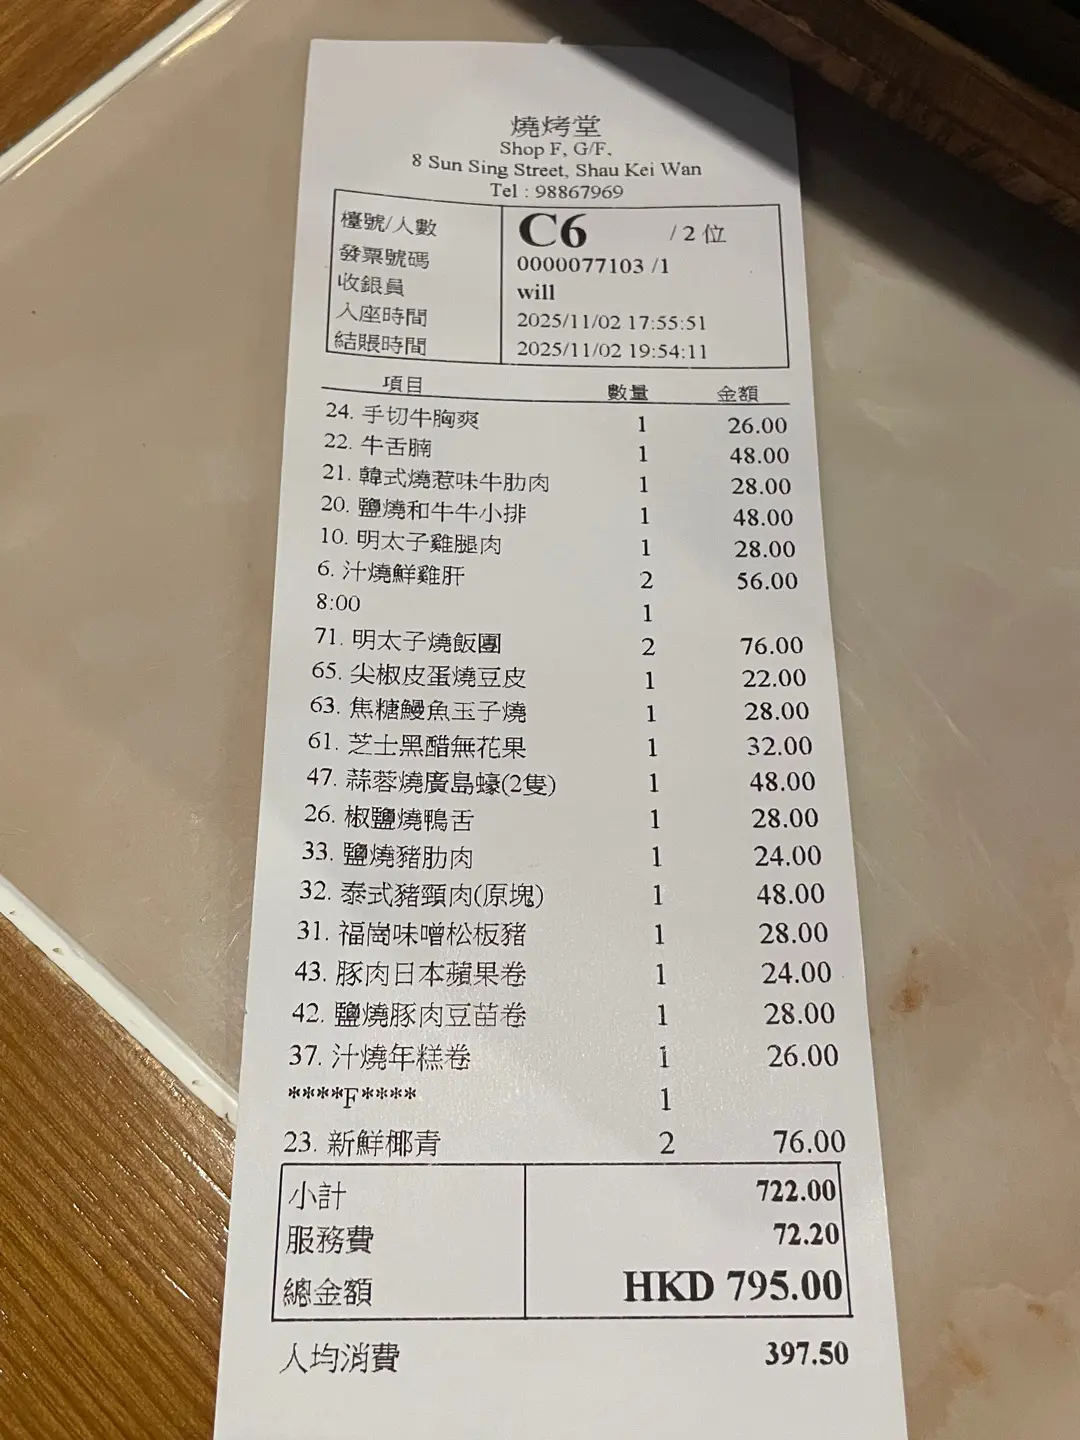 燒烤堂
Shop F, G/F,
8 Sun Sing Street, Shau Kei Wan
Tel : 98867969
檯號/人數 C6 / 2 位
發票號碼 0000077103 /1
收銀員 will
入座時間 2025/11/02 17:55:51
結賬時間 2025/11/02 19:54:11
項目 數量 金額
24. 手切牛胸爽 1 26.00
22. 牛舌腩 1 48.00
21. 韓式燒惹味牛肋肉 1 28.00
20. 鹽燒和牛牛小排 1 48.00
10. 明太子雞腿肉 1 28.00
6. 汁燒鮮雞肝 2 56.00
8:00 1
71. 明太子燒飯團 2 76.00
65. 尖椒皮蛋燒豆皮 1 22.00
63. 焦糖鰻魚玉子燒 1 28.00
61. 芝士黑醋無花果 1 32.00
47. 蒜蓉燒廣島蠔(2隻) 1 48.00
26. 椒鹽燒鴨舌 1 28.00
33. 鹽燒豬肋肉 1 24.00
32. 泰式豬頸肉(原塊) 1 48.00
31. 福崗味噌松板豬 1 28.00
43. 豚肉日本蘋果卷 1 24.00
42. 鹽燒豚肉豆苗卷 1 28.00
37. 汁燒年糕卷 1 26.00
****F**** 1
23. 新鮮椰青 2 76.00
小計 722.00
服務費 72.20
總金額 HKD 795.00
人均消費 397.50